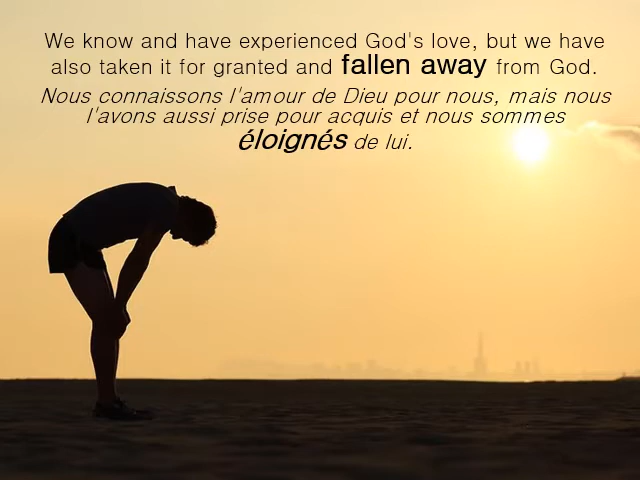 We know and have experienced God's love, but we have
also taken it for granted and fallen away from God.
Nous connaissons l'amour de Dieu pour nous, mais nous
l'avons aussi prise pour acquis et nous sommes
éloignés de lui.